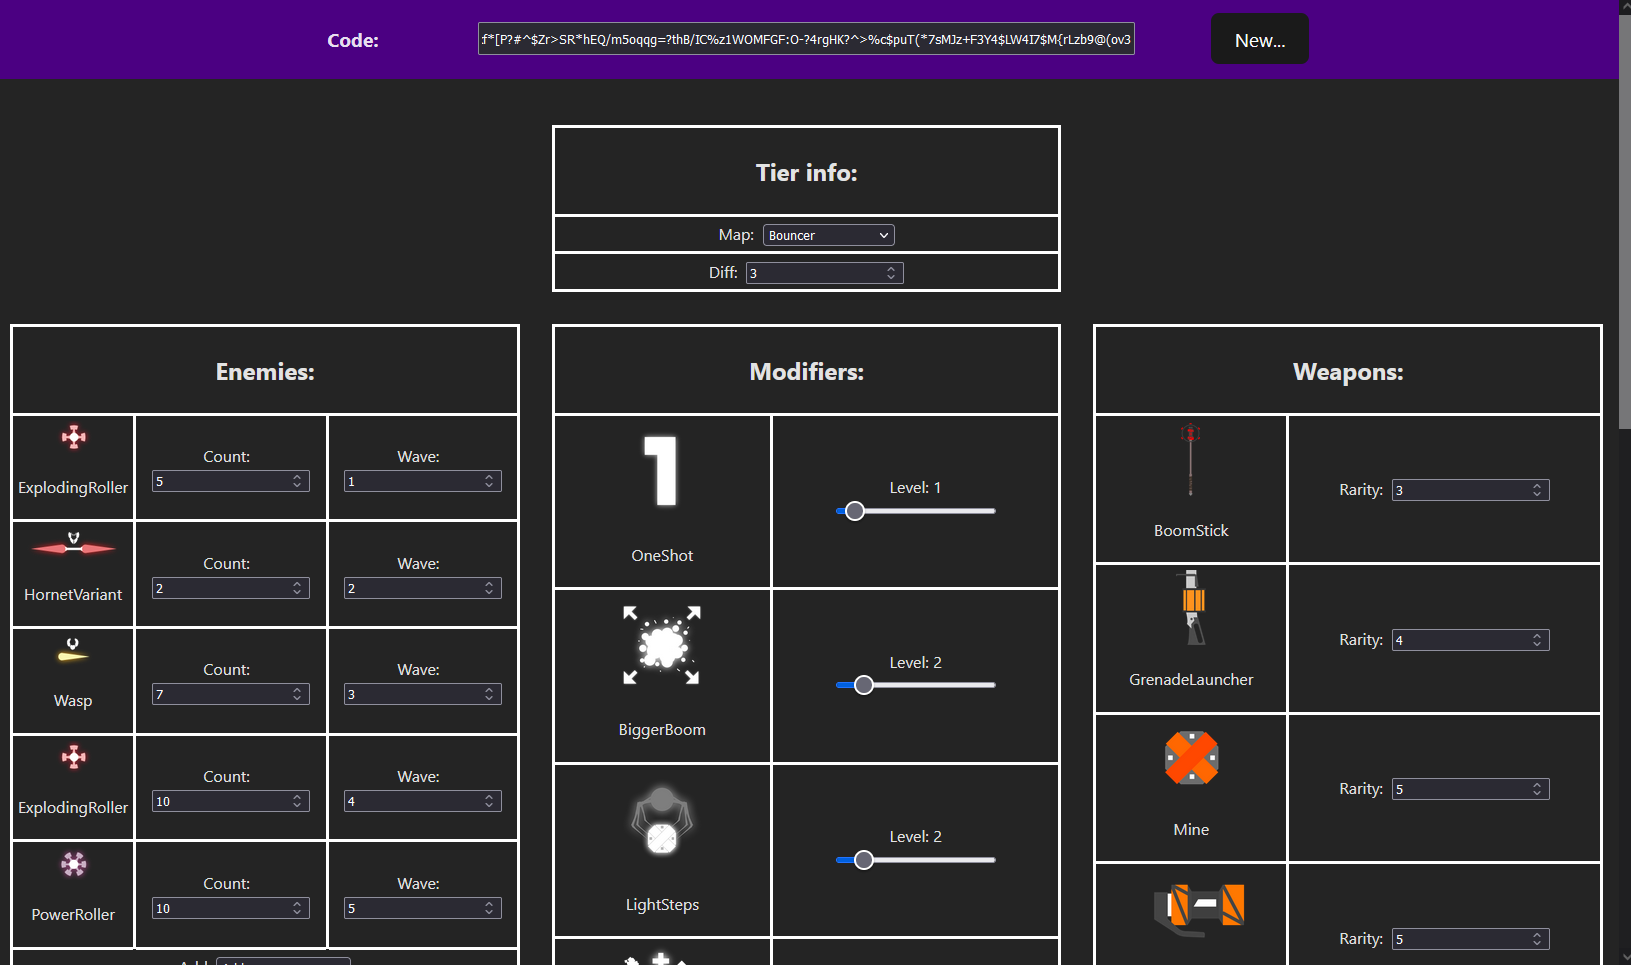 Code:
f*[P?#^$Zr>SR*hEQ/m5oqqg=?thB/IC%z1WOMFGF:O-?4rgHK?^>%c$puT(*7sMJz+F3Y4$LW4I7$M{rLzb9@(ov3
New...
Tier info:
Map: Bouncer
Diff: 3
Enemies:
ExplodingRoller
Count:
5
Wave:
1
HornetVariant
Count:
2
Wave:
2
Wasp
Count:
7
Wave:
3
ExplodingRoller
Count:
10
Wave:
4
PowerRoller
Count:
10
Wave:
5
Modifiers:
1
OneShot
Level: 1
BiggerBoom
Level: 2
LightSteps
Level: 2
Weapons:
BoomStick
Rarity: 3
GrenadeLauncher
Rarity: 4
Mine
Rarity: 5
Rarity: 5